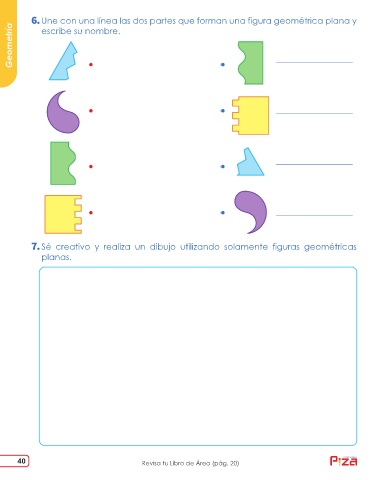 Geometría
6. Une con una línea las dos partes que forman una figura geométrica plana y
escribe su nombre.
7. Sé creativo y realiza un dibujo utilizando solamente figuras geométricas
planas.
40
Revisa tu Libro de Área (pág. 20)